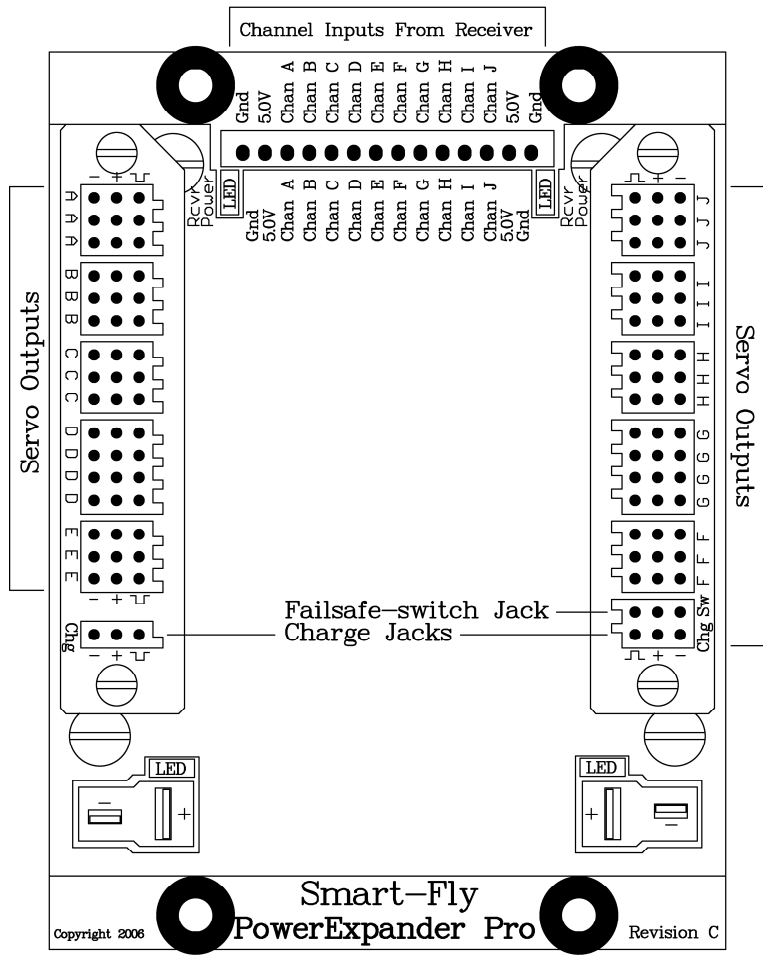 Channel Inputs From Receiver
Gnd
5.0V
Chan A
Chan B
Chan C
Chan D
Chan E
Chan F
Chan G
Chan H
Chan I
Chan J
5.0V
Gnd
LED
Rcvr
Power
Gnd
5.0V
Chan A
Chan B
Chan C
Chan D
Chan E
Chan F
Chan G
Chan H
Chan I
Chan J
5.0V
Gnd
LED
Rcvr
Power
Servo Outputs
− +
A
A
A
B
B
B
C
C
C
D
D
D
D
E
E
E
− +
Chg
− +
+ −
J
J
J
I
I
I
H
H
H
G
G
G
G
F
F
F
Sw
Chg
+ −
Servo Outputs
Failsafe-switch Jack
Charge Jacks
LED
− +
LED
+ −
Smart-Fly
PowerExpander Pro
Copyright 2006
Revision C